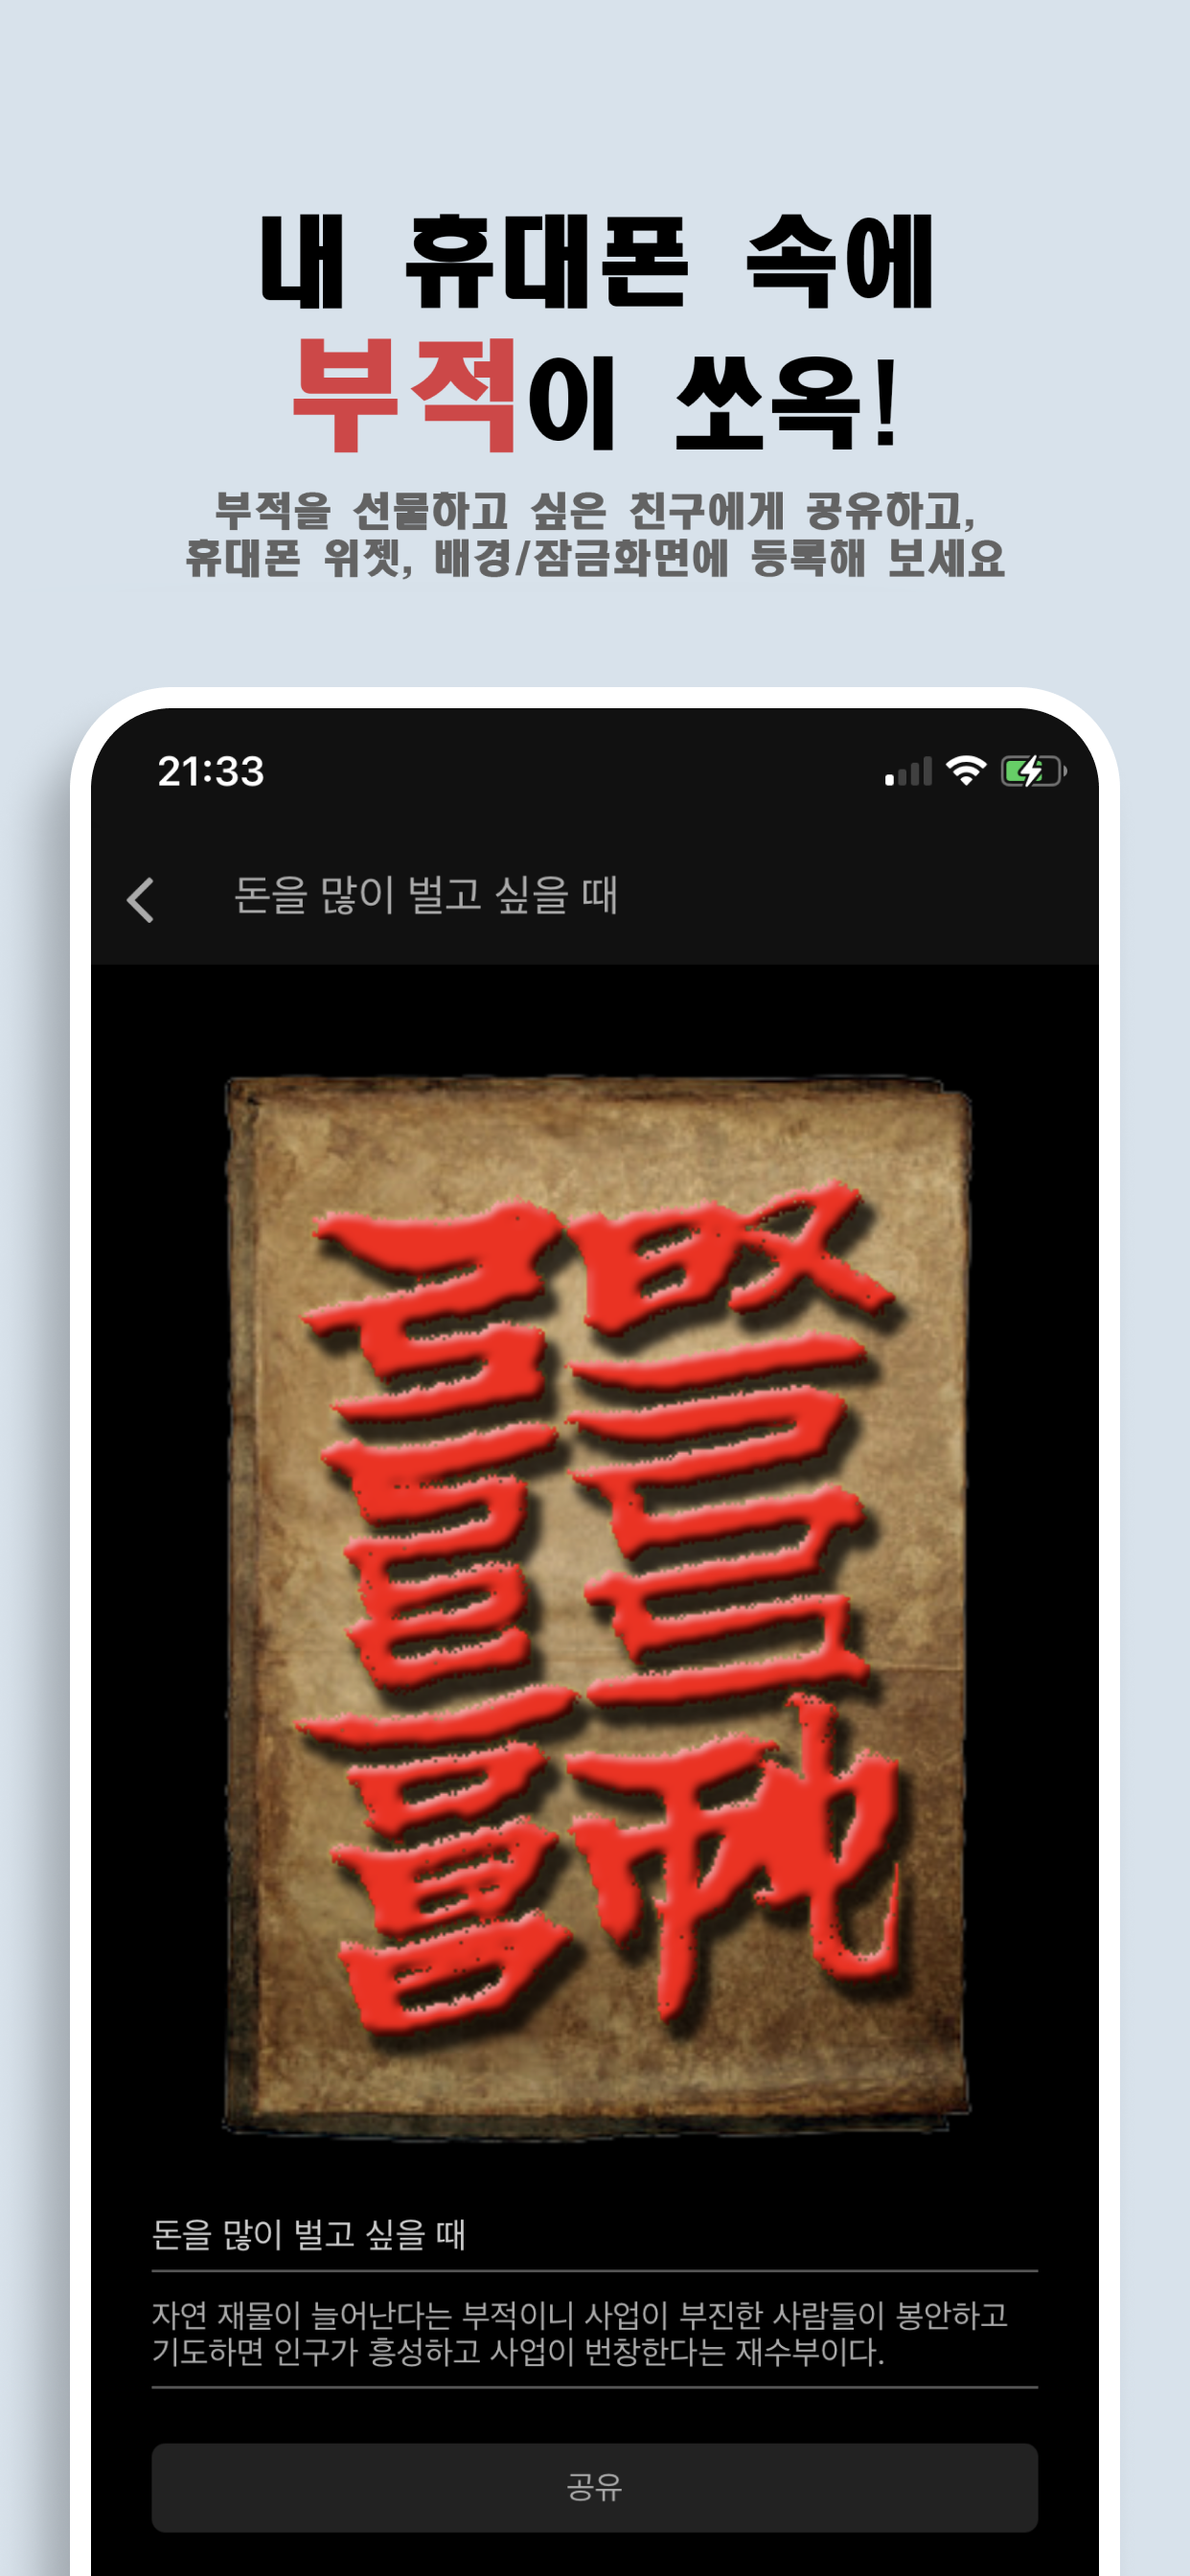 내 휴대폰 속에
부적이 쏘옥!
부적을 선물하고 싶은 친구에게 공유하고,
휴대폰 위젯, 배경/잠금화면에 등록해 보세요
21:33
돈을 많이 벌고 싶을 때
돈을 많이 벌고 싶을 때
자연 재물이 늘어난다는 부적이니 사업이 부진한 사람들이 봉안하고
기도하면 인구가 흥성하고 사업이 번창한다는 재수부이다.
공유